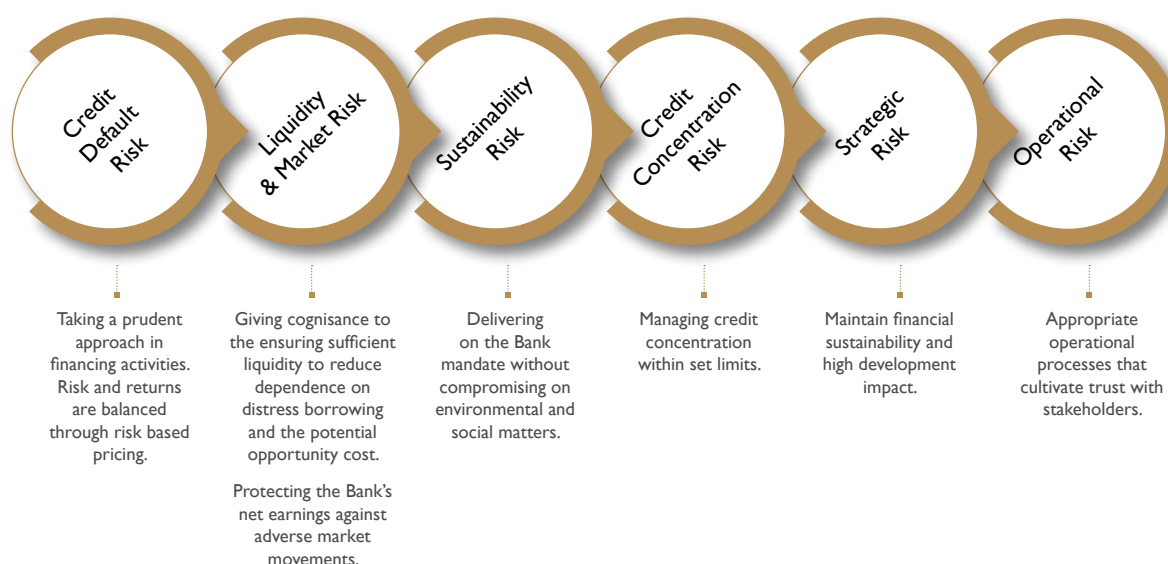 Credit
Default
Risk
Liquidity
& Market Risk
Sustainability
Risk
Credit
Concentration
Risk
Strategic
Risk
Operational
Risk
Taking a prudent
approach in
financing activities.
Risk and returns
are balanced
through risk based
pricing.
Giving cognisance to
the ensuring sufficient
liquidity to reduce
dependence on
distress borrowing
and the potential
opportunity cost.
Protecting the Bank's
net earnings against
adverse market
movements.
Delivering
on the Bank
mandate without
compromising on
environmental and
social matters.
Managing credit
concentration
within set limits.
Maintain financial
sustainability and
high development
impact.
Appropriate
operational
processes that
cultivate trust with
stakeholders.